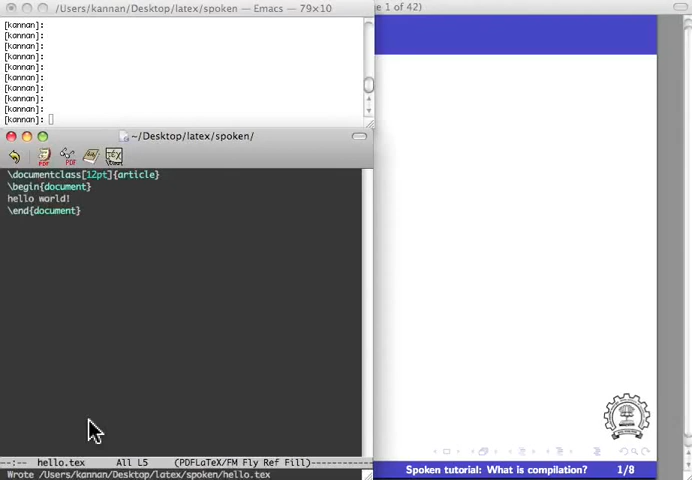 /Users/kannan/Desktop/latex/spoken — Emacs — 79×10
e 1 of 42)
[kannan]:
[kannan]:
[kannan]:
[kannan]:
[kannan]:
[kannan]:
[kannan]:
[kannan]:
[kannan]:
[kannan]:
~/Desktop/latex/spoken/
\documentclass[12pt]{article}
\begin{document}
hello world!
\end{document}
--:-- hello.tex All L5 (PDFLaTeX/FM Fly Ref Fill)------------
Wrote /Users/kannan/Desktop/latex/spoken/hello.tex
Spoken tutorial: What is compilation? 1/8